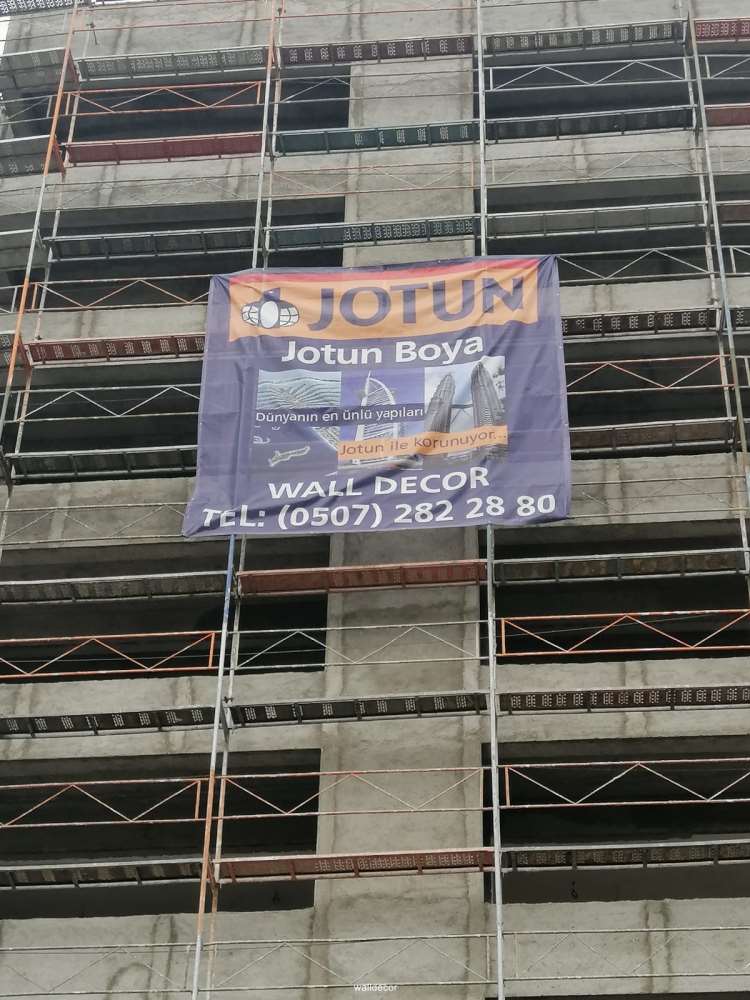 JOTUN
Jotun Boya
Dünyanın en ünlü yapıları
Jotun ile Korunuyor...
WALL DECOR
TEL: (0507) 282 28 80
walldecor